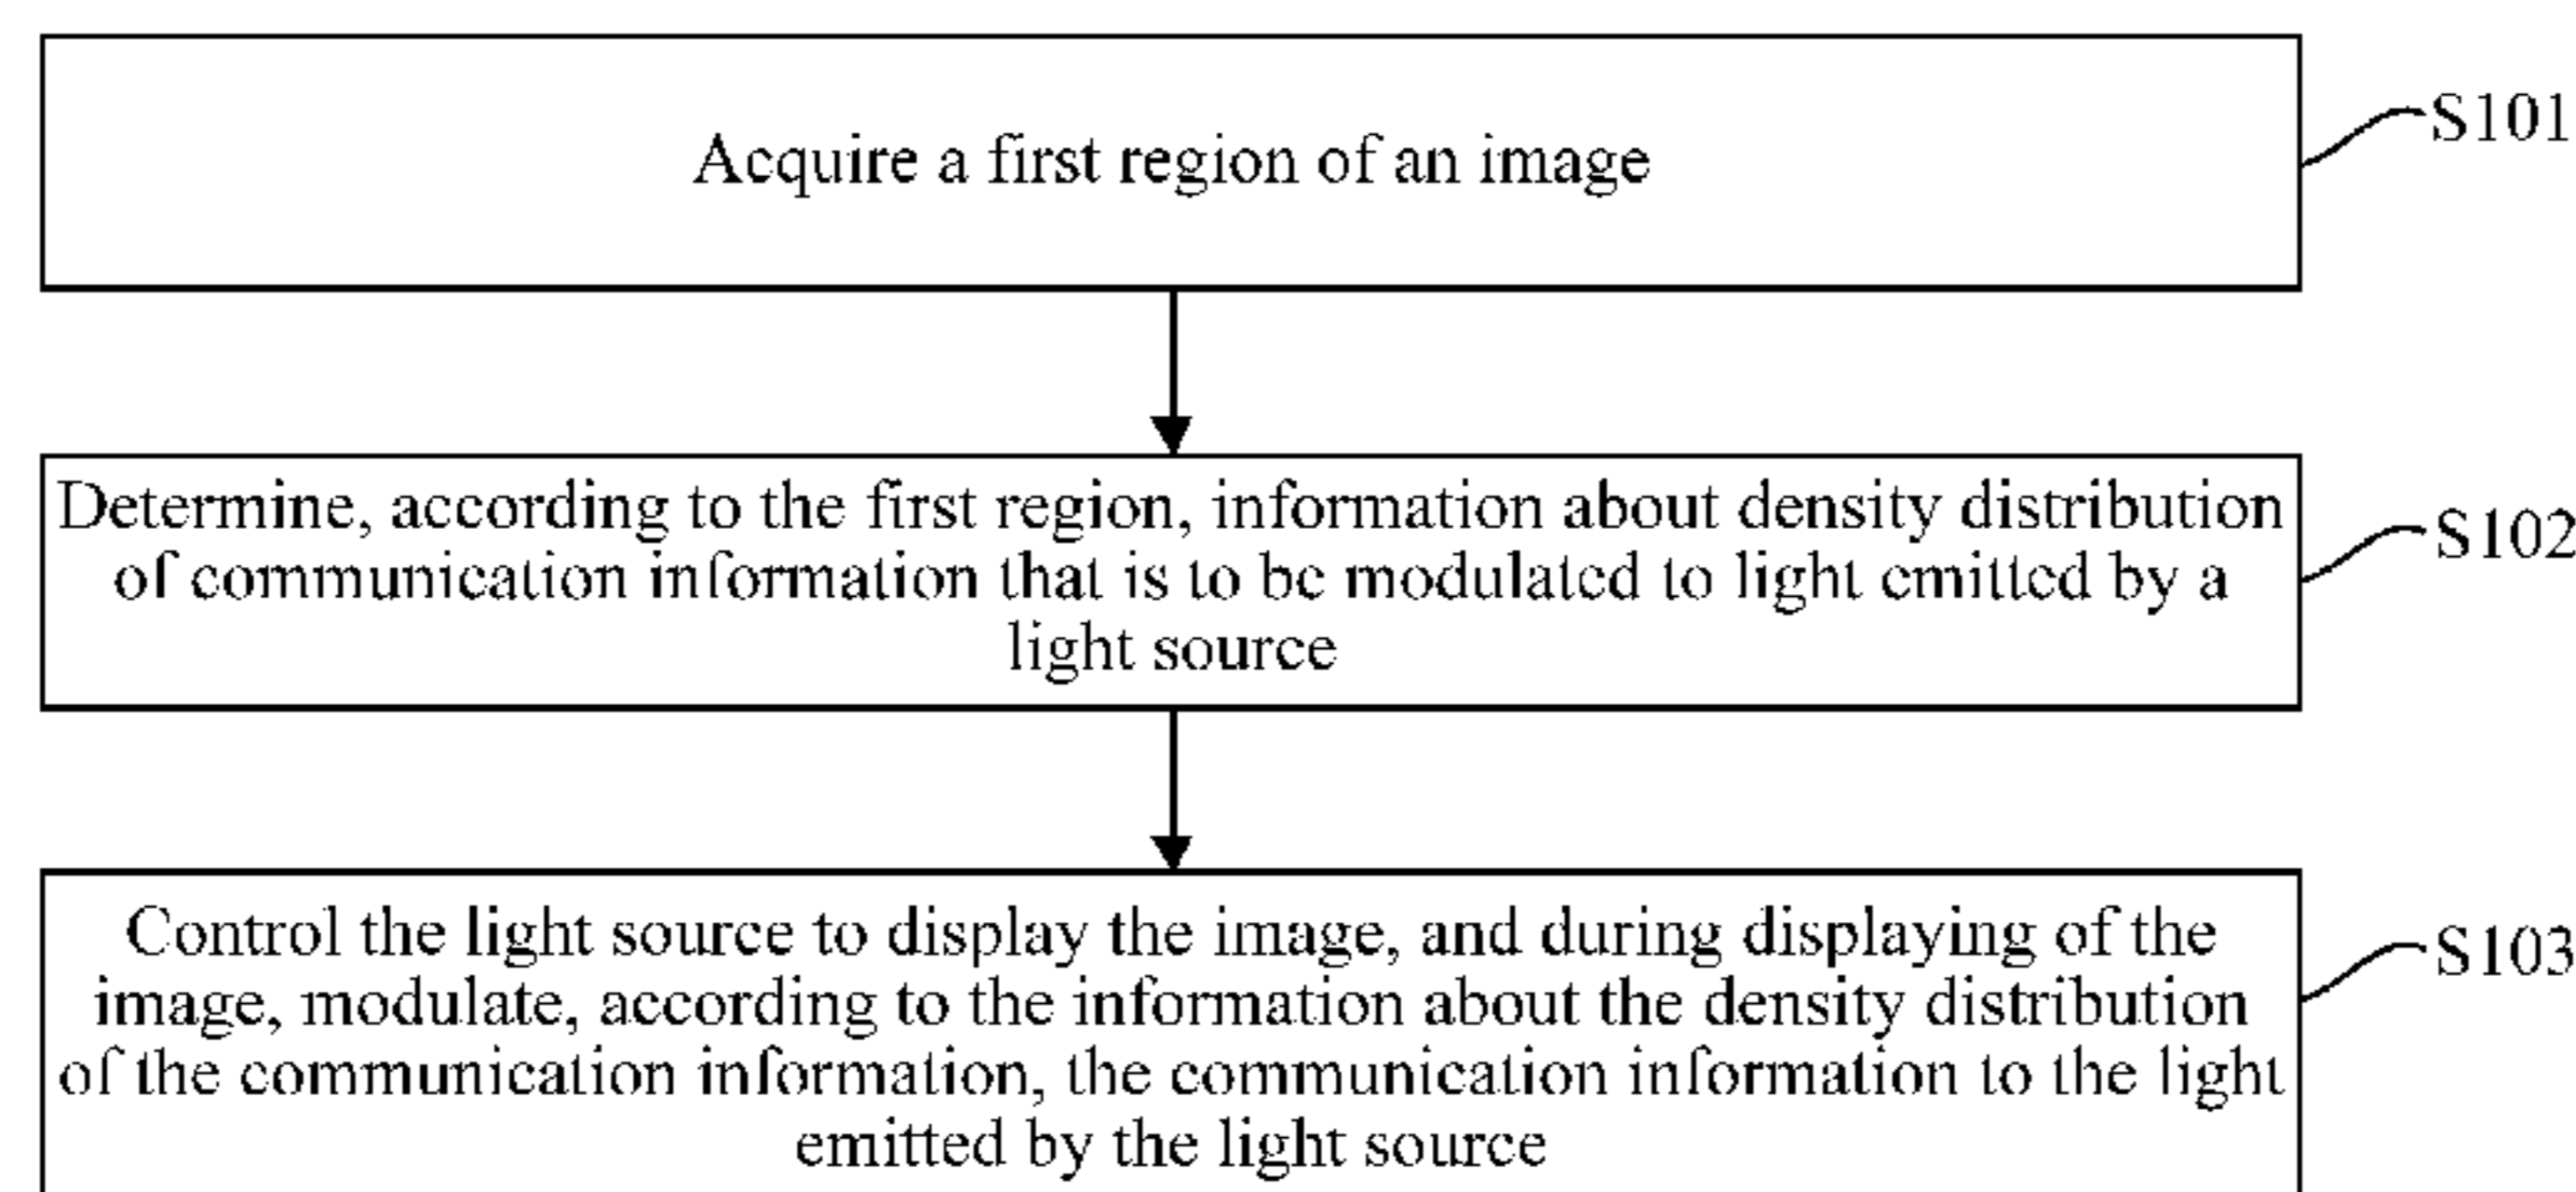 Acquire a first region of an image
S101
Determine, according to the first region, information about density distribution
of communication information that is to be modulated to light emitted by a
light source
S102
Control the light source to display the image, and during displaying of the
image, modulate, according to the information about the density distribution
of the communication information, the communication information to the light
emitted by the light source
S103